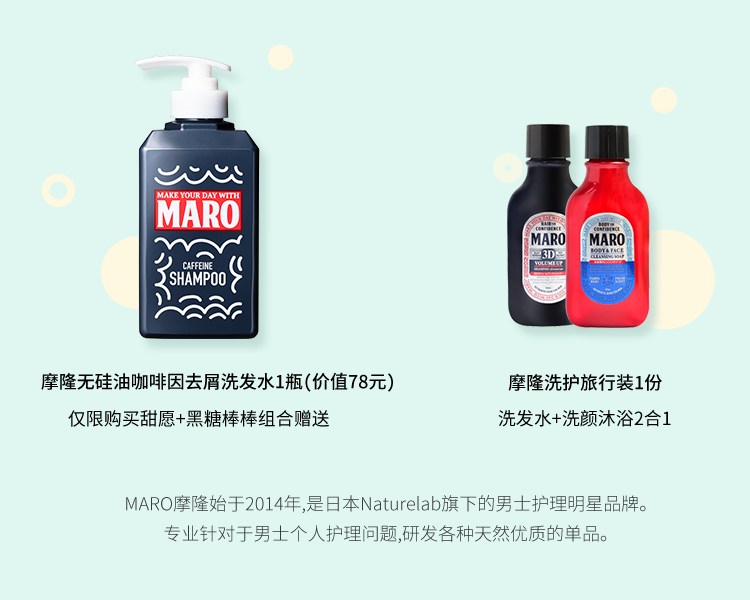 MAKE YOUR DAY WITH
MARO
CAFFEINE
SHAMPOO
HAIR OF
CONFIDENCE
MARO
3D
VOLUME UP
BODY OF
CONFIDENCE
MARO
BODY & FACE
CLEANSING SOAP
摩隆无硅油咖啡因去屑洗发水1瓶(价值78元)
仅限购买甜愿+黑糖棒棒组合赠送
摩隆洗护旅行装1份
洗发水+洗颜沐浴2合1
MARO摩隆始于2014年,是日本Naturelab旗下的男士护理明星品牌。
专业针对于男士个人护理问题,研发各种天然优质的单品。